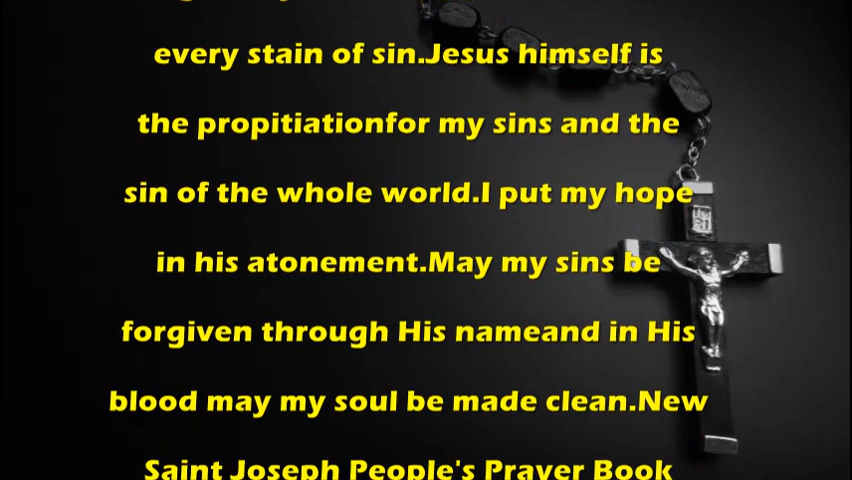 every stain of sin.Jesus himself is
the propitiationfor my sins and the
sin of the whole world.I put my hope
in his atonement.May my sins be
forgiven through His nameand in His
blood may my soul be made clean.New
Saint Joseph People's Prayer Book